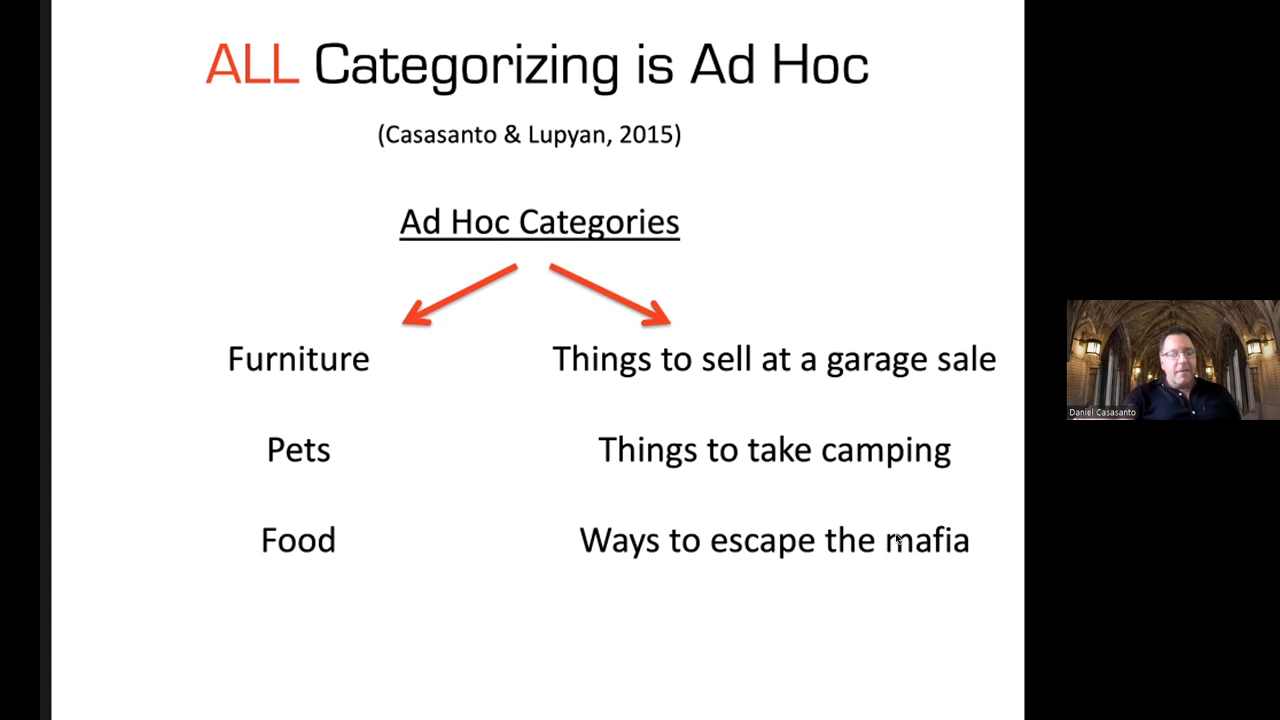 ALL Categorizing is Ad Hoc
(Casasanto & Lupyan, 2015)
Ad Hoc Categories
Furniture
Things to sell at a garage sale
Pets
Things to take camping
Food
Ways to escape the mafia
Daniel Casasanto